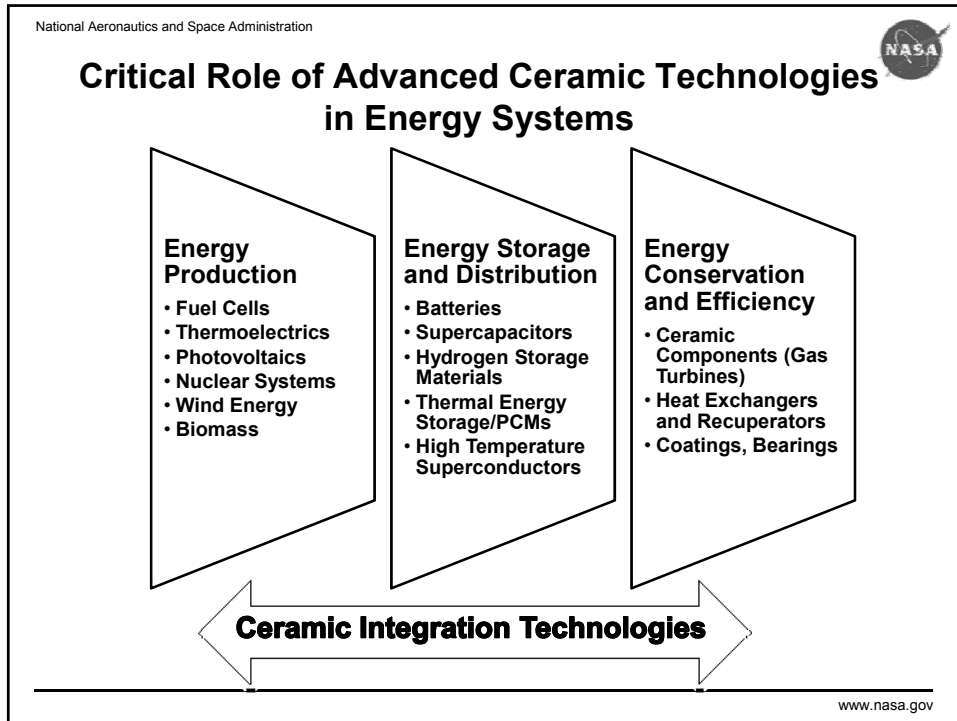 National Aeronautics and Space Administration
NASA
Critical Role of Advanced Ceramic Technologies
in Energy Systems
Energy
Production
• Fuel Cells
• Thermoelectrics
• Photovoltaics
• Nuclear Systems
• Wind Energy
• Biomass
Energy Storage
and Distribution
• Batteries
• Supercapacitors
• Hydrogen Storage
Materials
• Thermal Energy
Storage/PCMs
• High Temperature
Superconductors
Energy
Conservation
and Efficiency
• Ceramic
Components (Gas
Turbines)
• Heat Exchangers
and Recuperators
• Coatings, Bearings
Ceramic Integration Technologies
www.nasa.gov